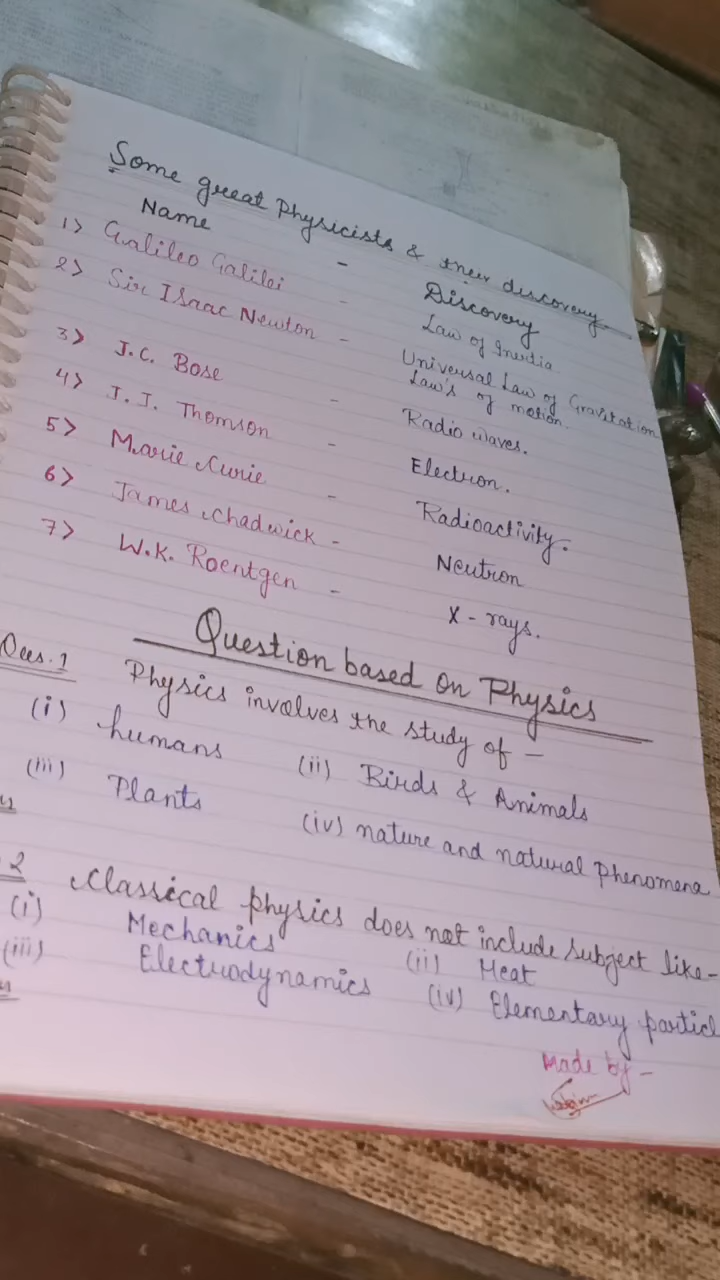 Some great Physicists & their discovery
Name - Discovery
1> Galileo Galilei - Law of Inertia
2> Sir Isaac Newton - Universal Law of Gravitation
Law's of motion.
3> J.C. Bose - Radio waves.
4> J.J. Thomson - Electron.
5> Marie Curie - Radioactivity.
6> James Chadwick - Neutron
7> W.K. Roentgen - X-rays.
Question based on Physics
Ques.1 Physics involves the study of -
(i) humans (ii) Birds & Animals
(iii) Plants (iv) nature and natural phenomena
2 Classical physics does not include subject like-
(i) Mechanics (ii) Heat
(iii) Electrodynamics (iv) Elementary particl
Made by -